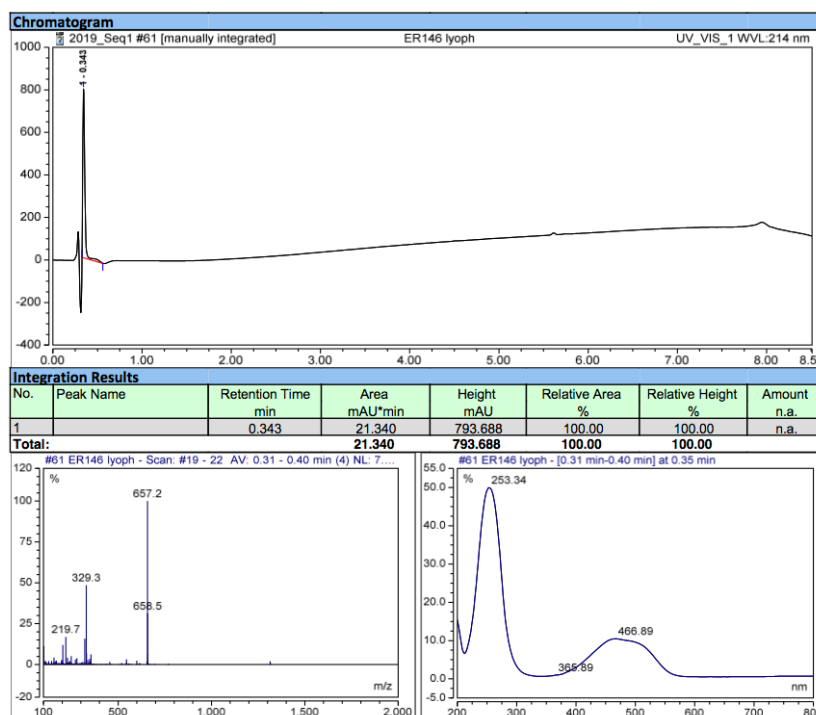 Chromatogram
2019_Seq1 #61 [manually integrated] ER146 lyoph UV_VIS_1 WVL:214 nm
1000
800
600
400
200
0
-200
-400
1 - 0.343
0.00 1.00 2.00 3.00 4.00 5.00 6.00 7.00 8.00 8.5
Integration Results
No. Peak Name Retention Time Area Height Relative Area Relative Height Amount
min mAU*min mAU % % n.a.
1 0.343 21.340 793.688 100.00 100.00 n.a.
Total: 21.340 793.688 100.00 100.00
#61 ER146 lyoph - Scan: #19 - 22 AV: 0.31 - 0.40 min (4) NL: 7....
120
100
80
50
25
0
-20
%
657.2
329.3
658.5
219.7
m/z
100 500 1.000 1.500 2.000
#61 ER146 lyoph - [0.31 min-0.40 min] at 0.35 min
55.0
50.0
40.0
30.0
20.0
10.0
-5.0
%
253.34
466.89
365.89
nm
200 300 400 500 600 700 80